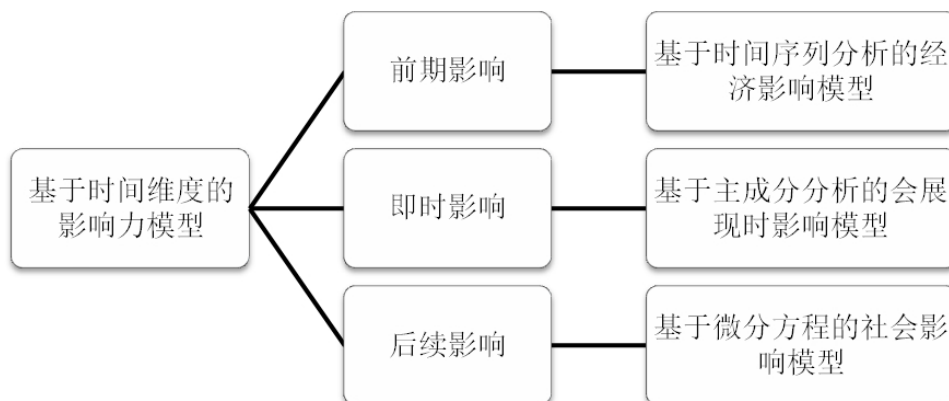 基于时间维度的
影响力模型
前期影响
基于时间序列分析的经
济影响模型
即时影响
基于主成分分析的会展
现时影响模型
后续影响
基于微分方程的社会影
响模型